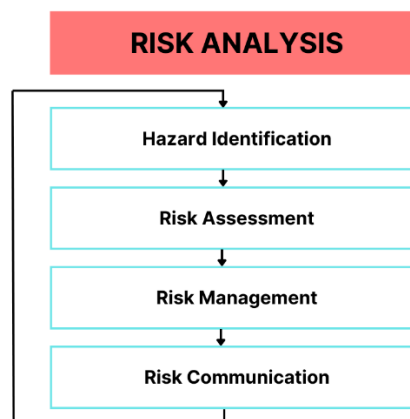 RISK ANALYSIS
Hazard Identification
Risk Assessment
Risk Management
Risk Communication